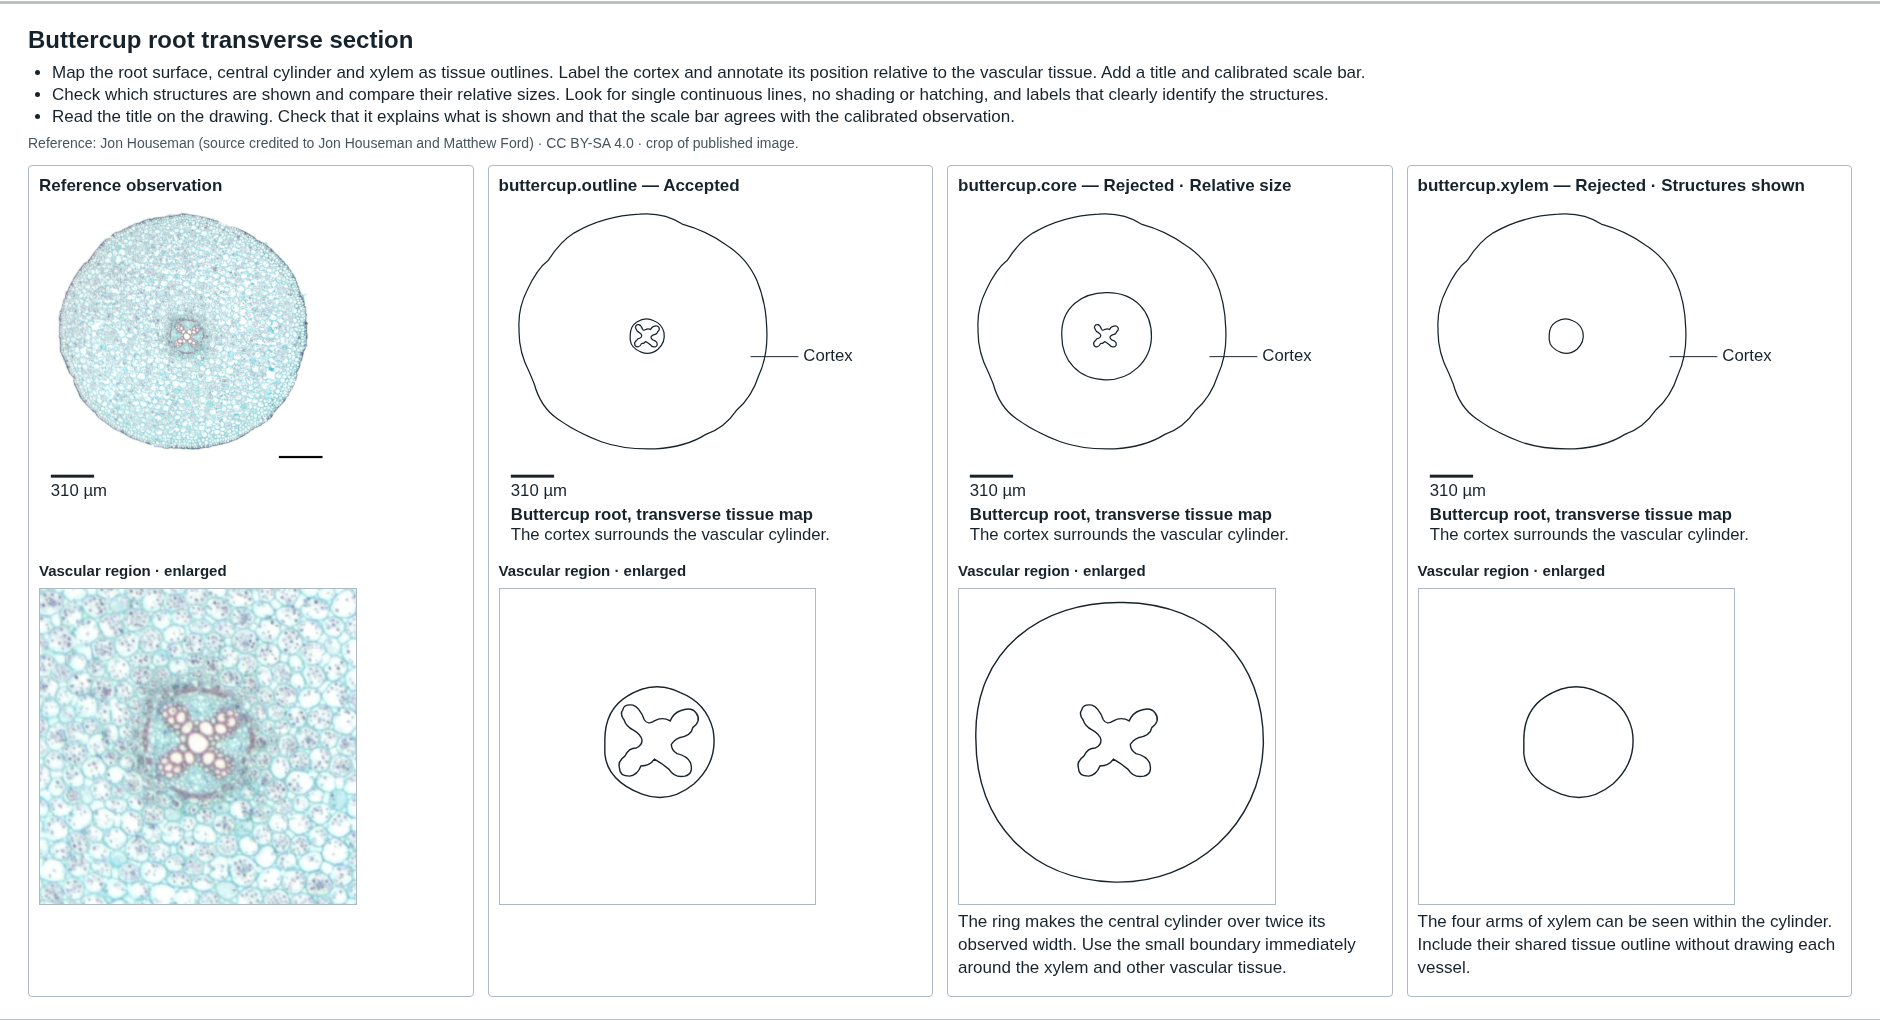 Buttercup root transverse section
• Map the root surface, central cylinder and xylem as tissue outlines. Label the cortex and annotate its position relative to the vascular tissue. Add a title and calibrated scale bar.
• Check which structures are shown and compare their relative sizes. Look for single continuous lines, no shading or hatching, and labels that clearly identify the structures.
• Read the title on the drawing. Check that it explains what is shown and that the scale bar agrees with the calibrated observation.
Reference: Jon Houseman (source credited to Jon Houseman and Matthew Ford) · CC BY-SA 4.0 · crop of published image.
Reference observation
310 µm
Vascular region · enlarged
buttercup.outline — Accepted
Cortex
310 µm
Buttercup root, transverse tissue map
The cortex surrounds the vascular cylinder.
Vascular region · enlarged
buttercup.core — Rejected · Relative size
Cortex
310 µm
Buttercup root, transverse tissue map
The cortex surrounds the vascular cylinder.
Vascular region · enlarged
The ring makes the central cylinder over twice its
observed width. Use the small boundary immediately
around the xylem and other vascular tissue.
buttercup.xylem — Rejected · Structures shown
Cortex
310 µm
Buttercup root, transverse tissue map
The cortex surrounds the vascular cylinder.
Vascular region · enlarged
The four arms of xylem can be seen within the cylinder.
Include their shared tissue outline without drawing each
vessel.